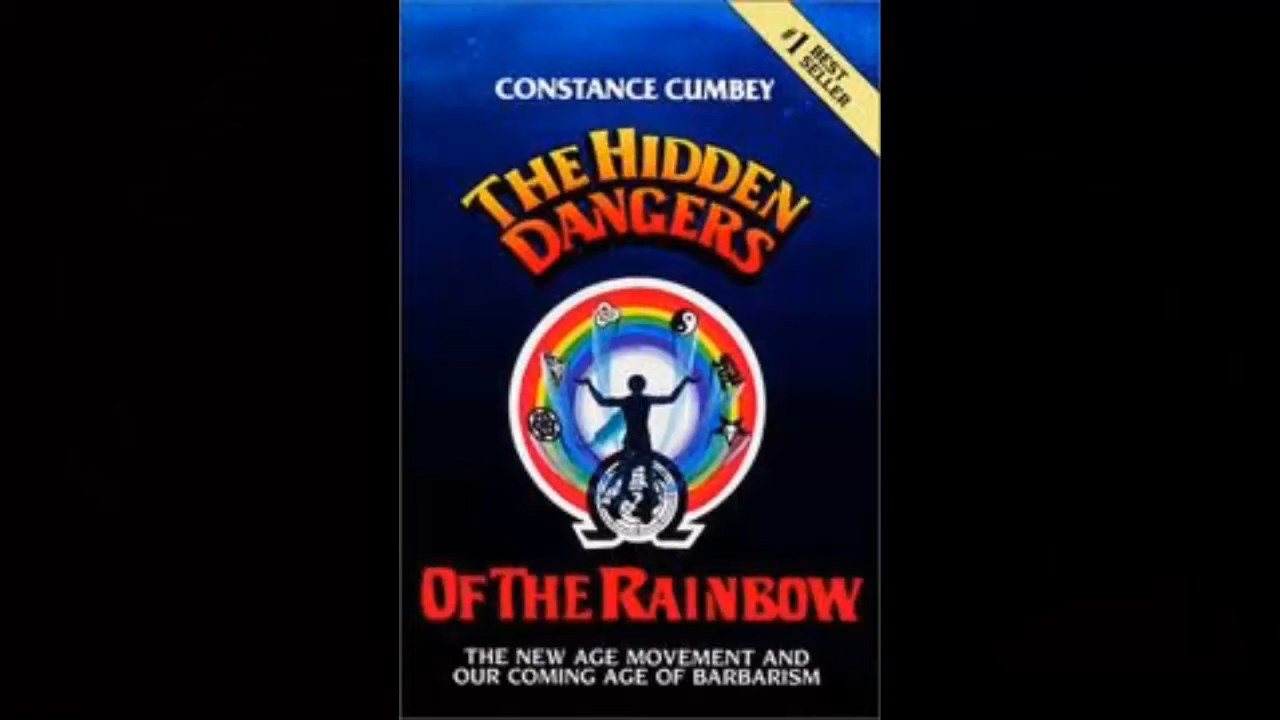 #1 BEST
SELLER
CONSTANCE CUMBEY
THE HIDDEN
DANGERS
OF THE RAINBOW
THE NEW AGE MOVEMENT AND
OUR COMING AGE OF BARBARISM